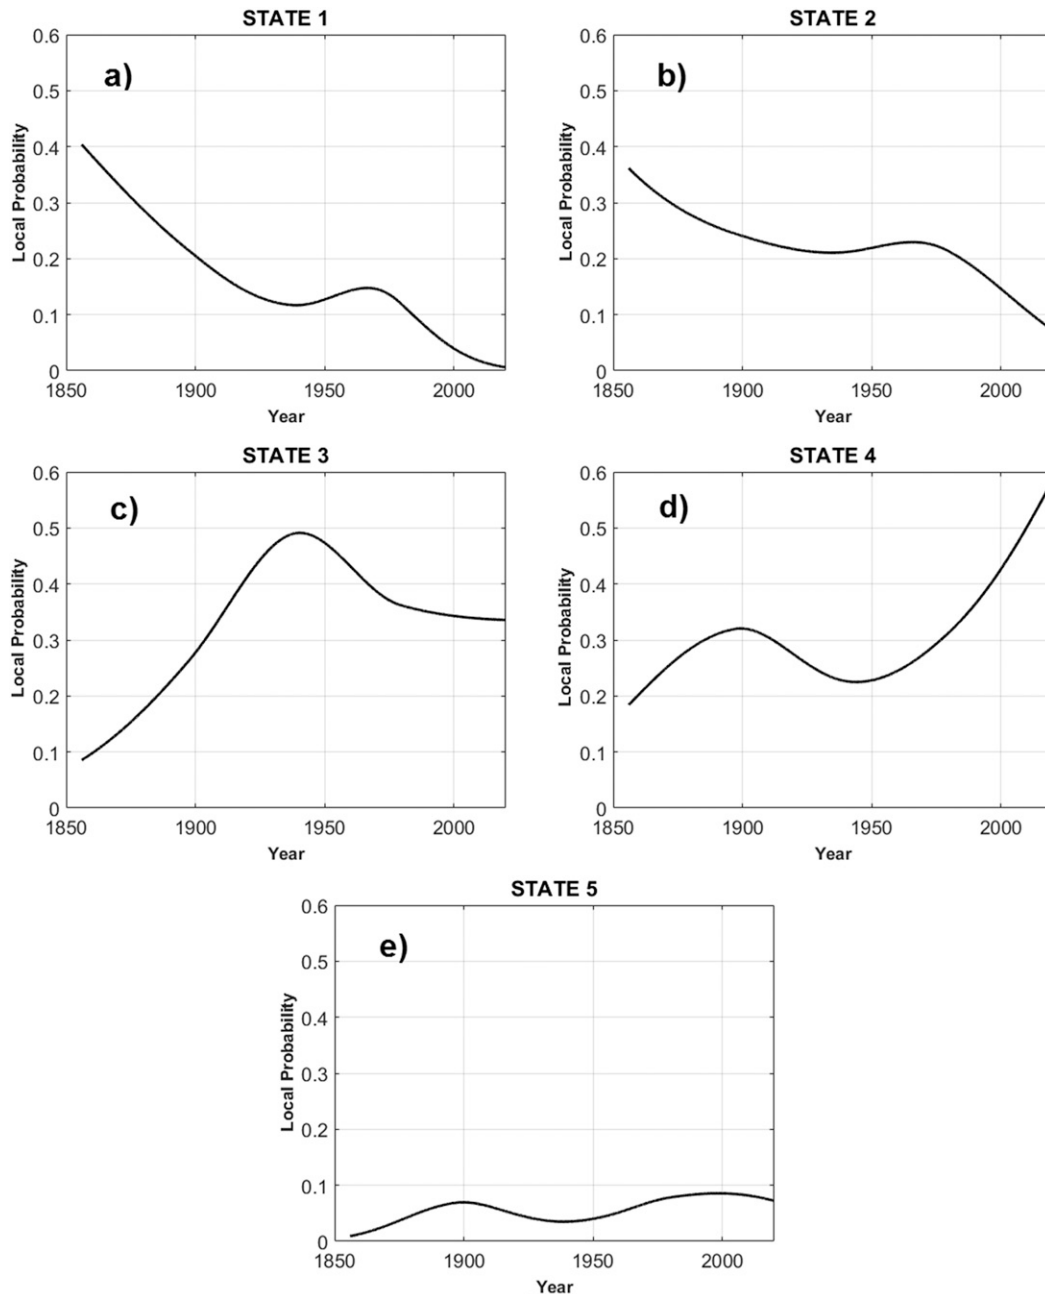 STATE 1
a)
0.6
0.5
0.4
0.3
0.2
0.1
0
Local Probability
1850 1900 1950 2000
Year
STATE 2
b)
0.6
0.5
0.4
0.3
0.2
0.1
0
Local Probability
1850 1900 1950 2000
Year
STATE 3
c)
0.6
0.5
0.4
0.3
0.2
0.1
0
Local Probability
1850 1900 1950 2000
Year
STATE 4
d)
0.6
0.5
0.4
0.3
0.2
0.1
0
Local Probability
1850 1900 1950 2000
Year
STATE 5
e)
0.6
0.5
0.4
0.3
0.2
0.1
0
Local Probability
1850 1900 1950 2000
Year